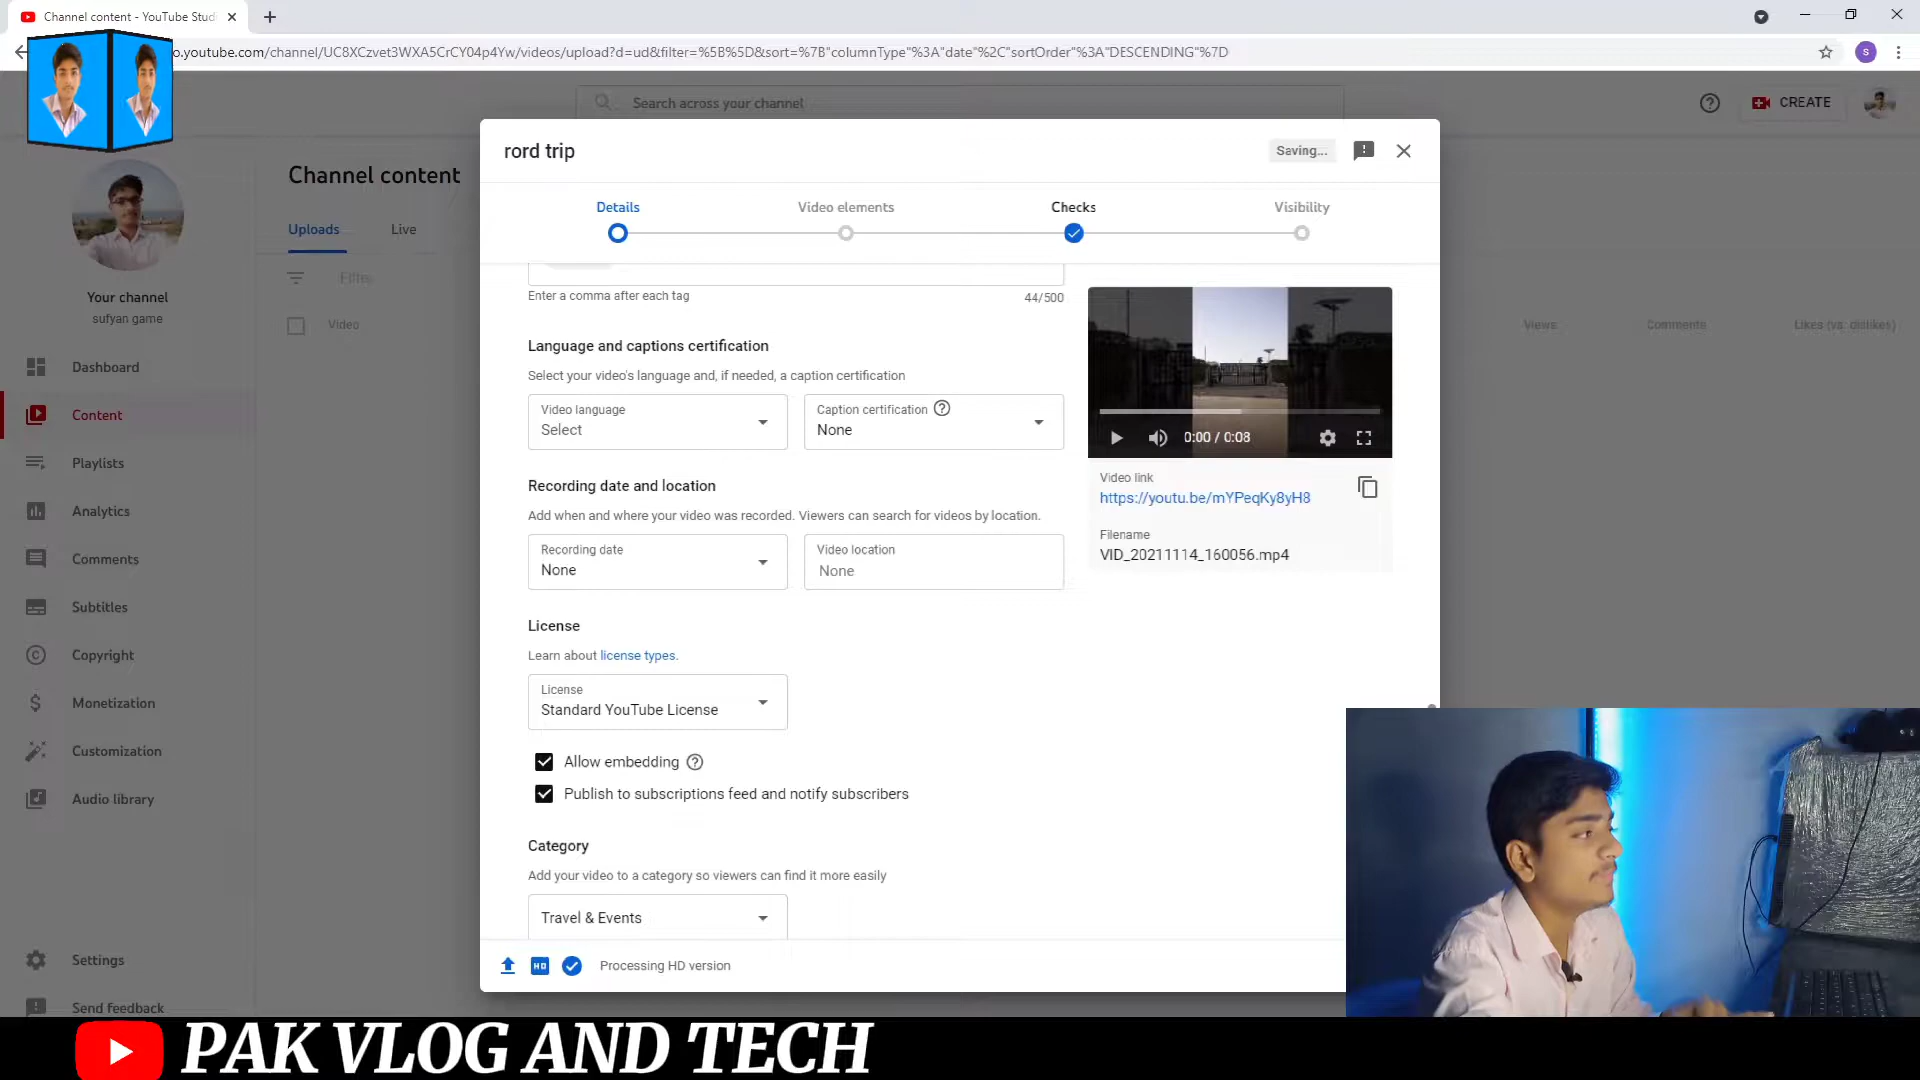 Channel content - YouTube Studi
o.youtube.com/channel/UC8XCzvet3WXA5CrCY04p4Yw/videos/upload?d=ud&filter=%5B%5D&sort=%7B"columnType"%3A"date"%2C"sortOrder"%3A"DESCENDING"%7D
S
Search across your channel
CREATE
Your channel
sufyan game
Dashboard
Content
Playlists
Analytics
Comments
Subtitles
Copyright
Monetization
Customization
Audio library
Settings
Send feedback
Channel content
Uploads
Live
Filter
Video
Views
Comments
Likes (vs. dislikes)
rord trip
Saving...
Details
Video elements
Checks
Visibility
Enter a comma after each tag
44/500
Language and captions certification
Select your video's language and, if needed, a caption certification
Video language
Select
Caption certification
None
Recording date and location
Add when and where your video was recorded. Viewers can search for videos by location.
Recording date
None
Video location
None
License
Learn about license types.
License
Standard YouTube License
Allow embedding
Publish to subscriptions feed and notify subscribers
Category
Add your video to a category so viewers can find it more easily
Travel & Events
0:00 / 0:08
Video link
https://youtu.be/mYPeqKy8yH8
Filename
VID_20211114_160056.mp4
HD
Processing HD version
PAK VLOG AND TECH